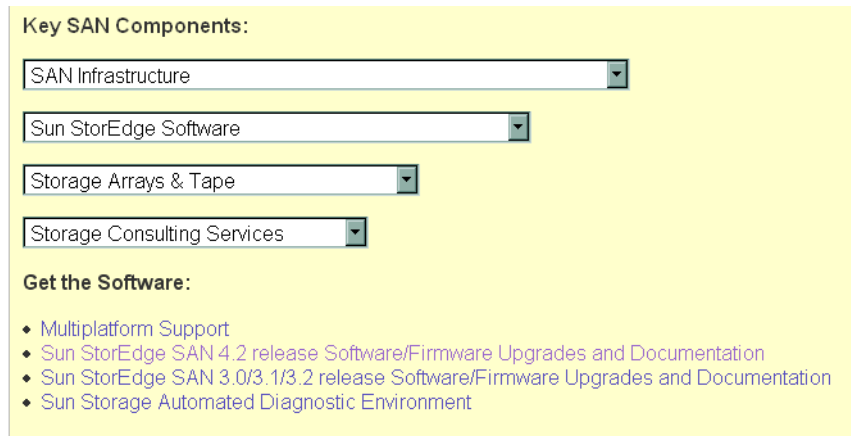 Key SAN Components:
SAN Infrastructure
Sun StorEdge Software
Storage Arrays & Tape
Storage Consulting Services
Get the Software:
Multiplatform Support
Sun StorEdge SAN 4.2 release Software/Firmware Upgrades and Documentation
Sun StorEdge SAN 3.0/3.1/3.2 release Software/Firmware Upgrades and Documentation
Sun Storage Automated Diagnostic Environment